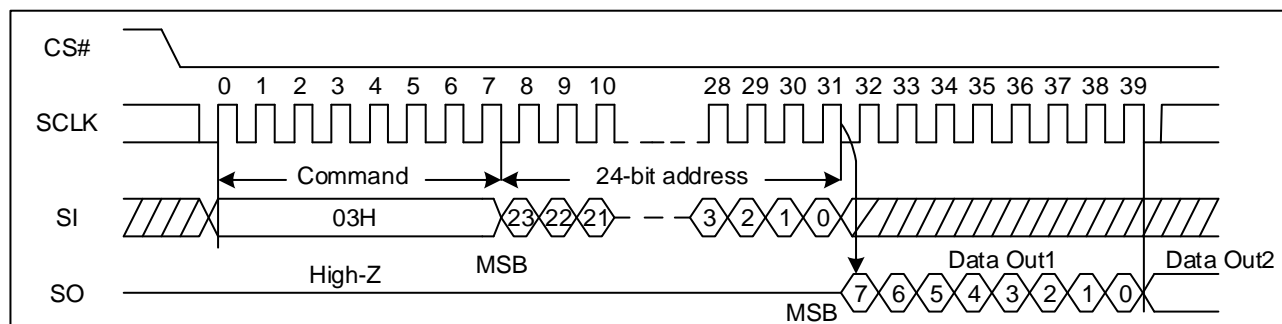 CS#
0 1 2 3 4 5 6 7 8 9 10 28 29 30 31 32 33 34 35 36 37 38 39
SCLK
Command 24-bit address
SI 03H 23 22 21 3 2 1 0
High-Z MSB Data Out1 Data Out2
SO MSB 7 6 5 4 3 2 1 0